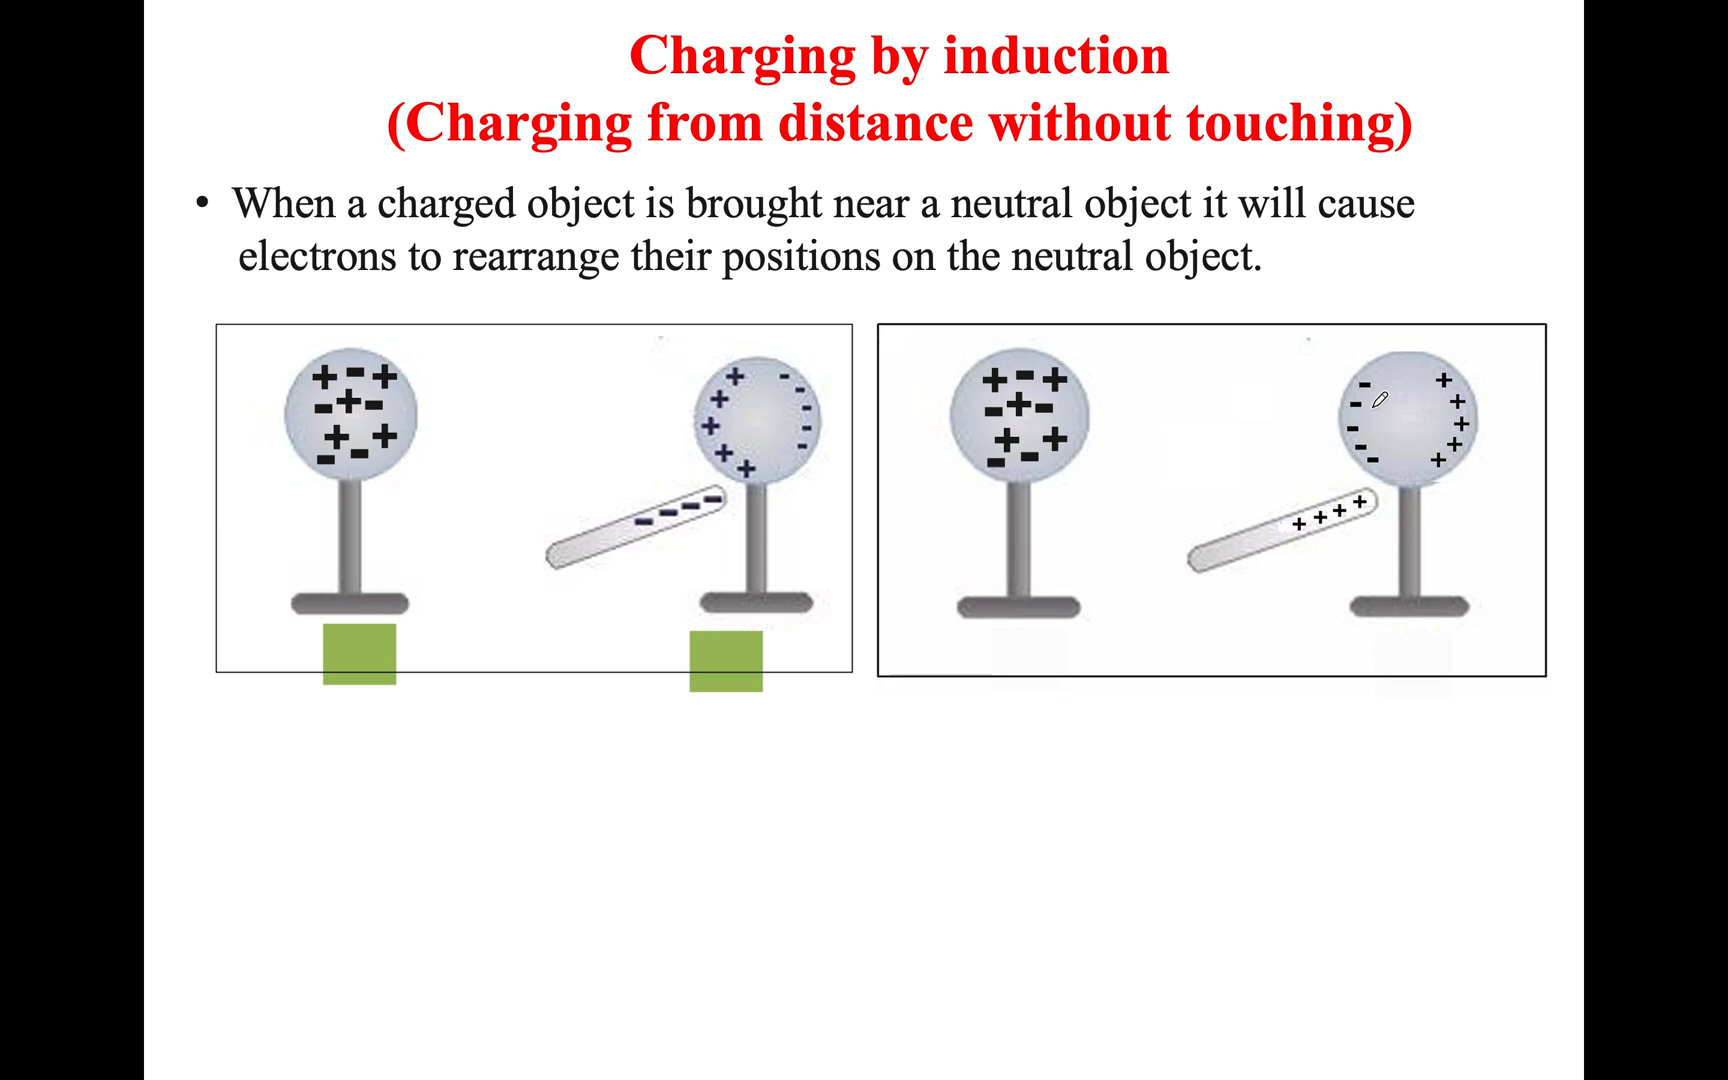 Charging by induction
(Charging from distance without touching)
• When a charged object is brought near a neutral object it will cause
electrons to rearrange their positions on the neutral object.